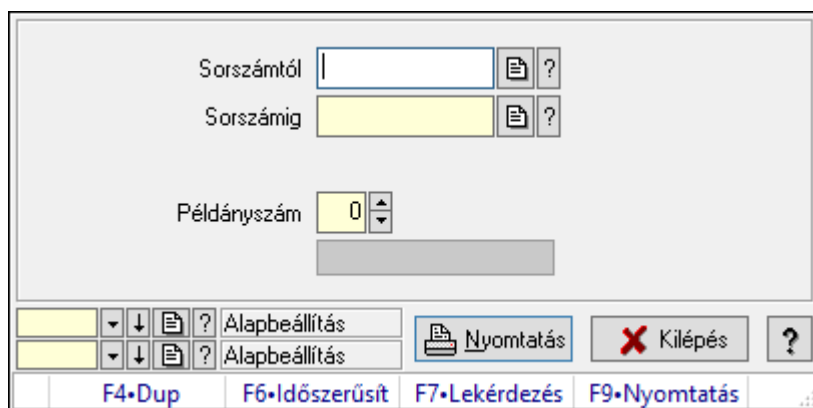 Sorszámtól ?
Sorszámig ?
Példányszám 0
? Alapbeállítás
? Alapbeállítás
Nyomtatás Kilépés ?
F4•Dup F6•Időszerűsít F7•Lekérdezés F9•Nyomtatás